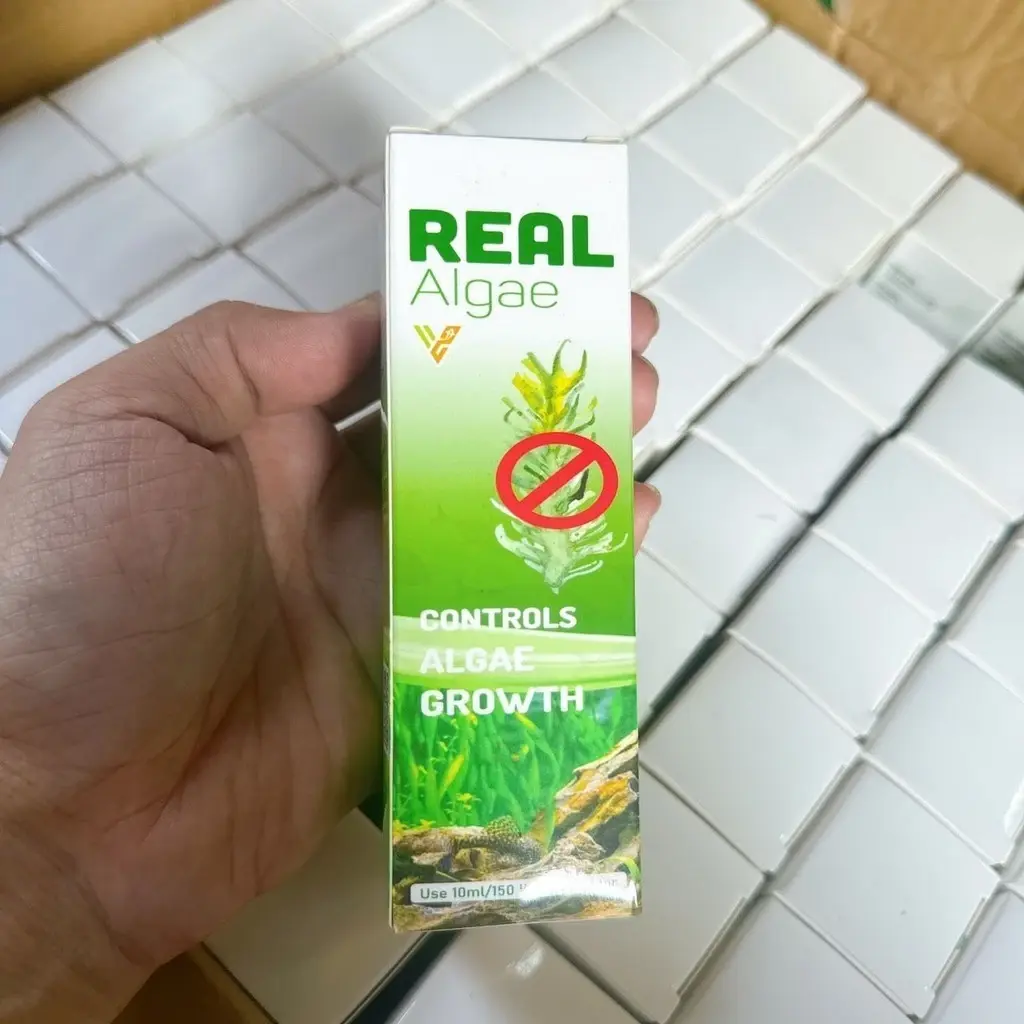 REAL
Algae
CONTROLS
ALGAE
GROWTH
Use 10ml/150